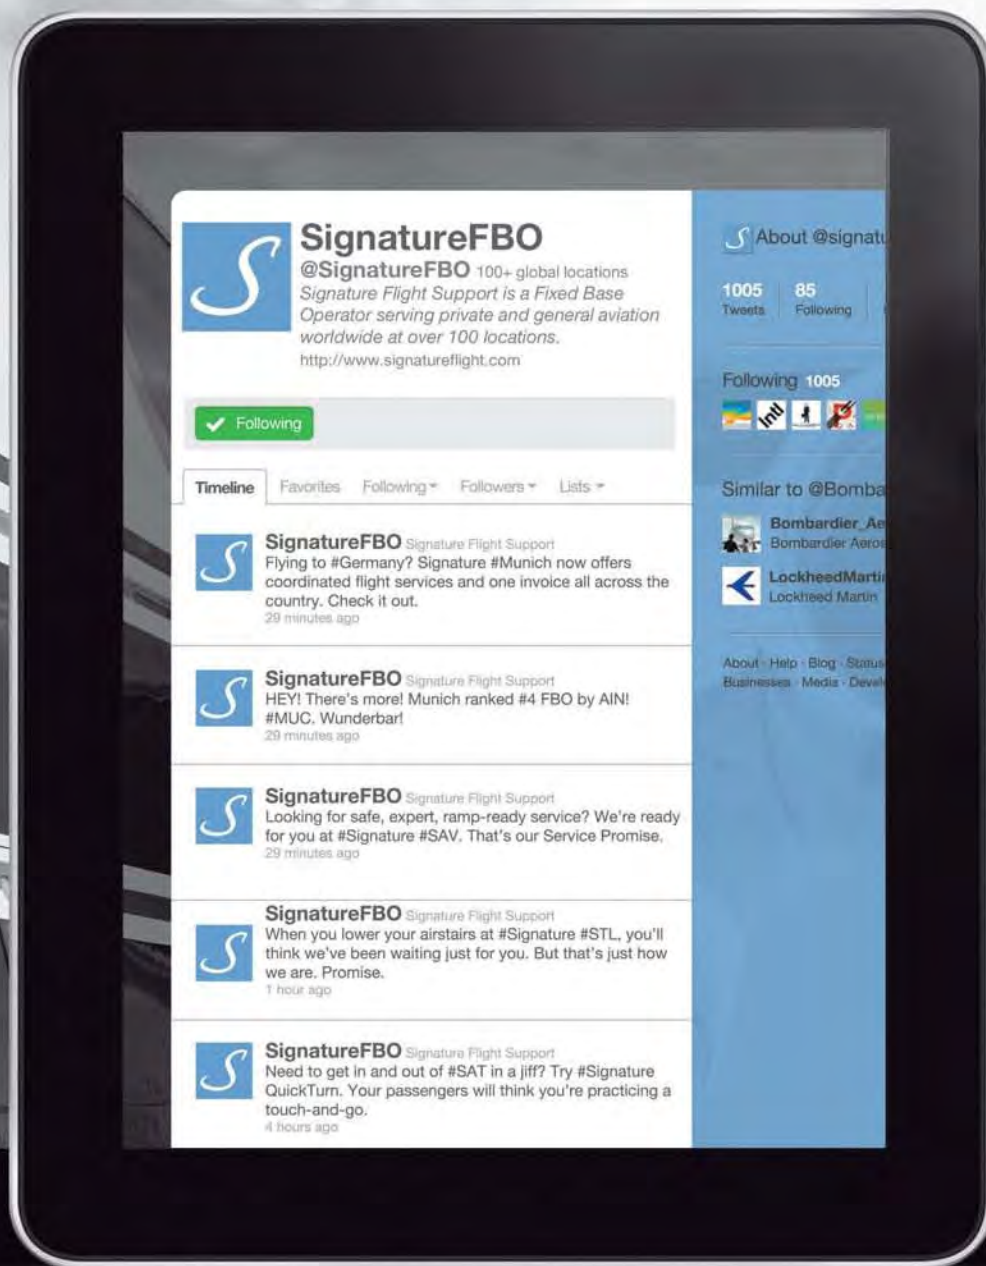 SignatureFBO
@SignatureFBO 100+ global locations
Signature Flight Support is a Fixed Base
Operator serving private and general aviation
worldwide at over 100 locations.
http://www.signatureflight.com
Following
Timeline Favorites Following Followers Lists
SignatureFBO Signature Flight Support
Flying to #Germany? Signature #Munich now offers
coordinated flight services and one invoice all across the
country. Check it out.
29 minutes ago
SignatureFBO Signature Flight Support
HEY! There's more! Munich ranked #4 FBO by AIN!
#MUC. Wunderbar!
29 minutes ago
SignatureFBO Signature Flight Support
Looking for safe, expert, ramp-ready service? We're ready
for you at #Signature #SAV. That's our Service Promise.
29 minutes ago
SignatureFBO Signature Flight Support
When you lower your airstairs at #Signature #STL, you'll
think we've been waiting just for you. But that's just how
we are. Promise.
1 hour ago
SignatureFBO Signature Flight Support
Need to get in and out of #SAT in a jiff? Try #Signature
QuickTurn. Your passengers will think you're practicing a
touch-and-go.
4 hours ago
About @signatu
1005 85
Tweets Following
Following 1005
Intl
Similar to @Bomba
Bombardier_Ae
Bombardier Aeros
LockheedMarti
Lockheed Martin
About · Help · Blog · Status
Businesses · Media · Devel